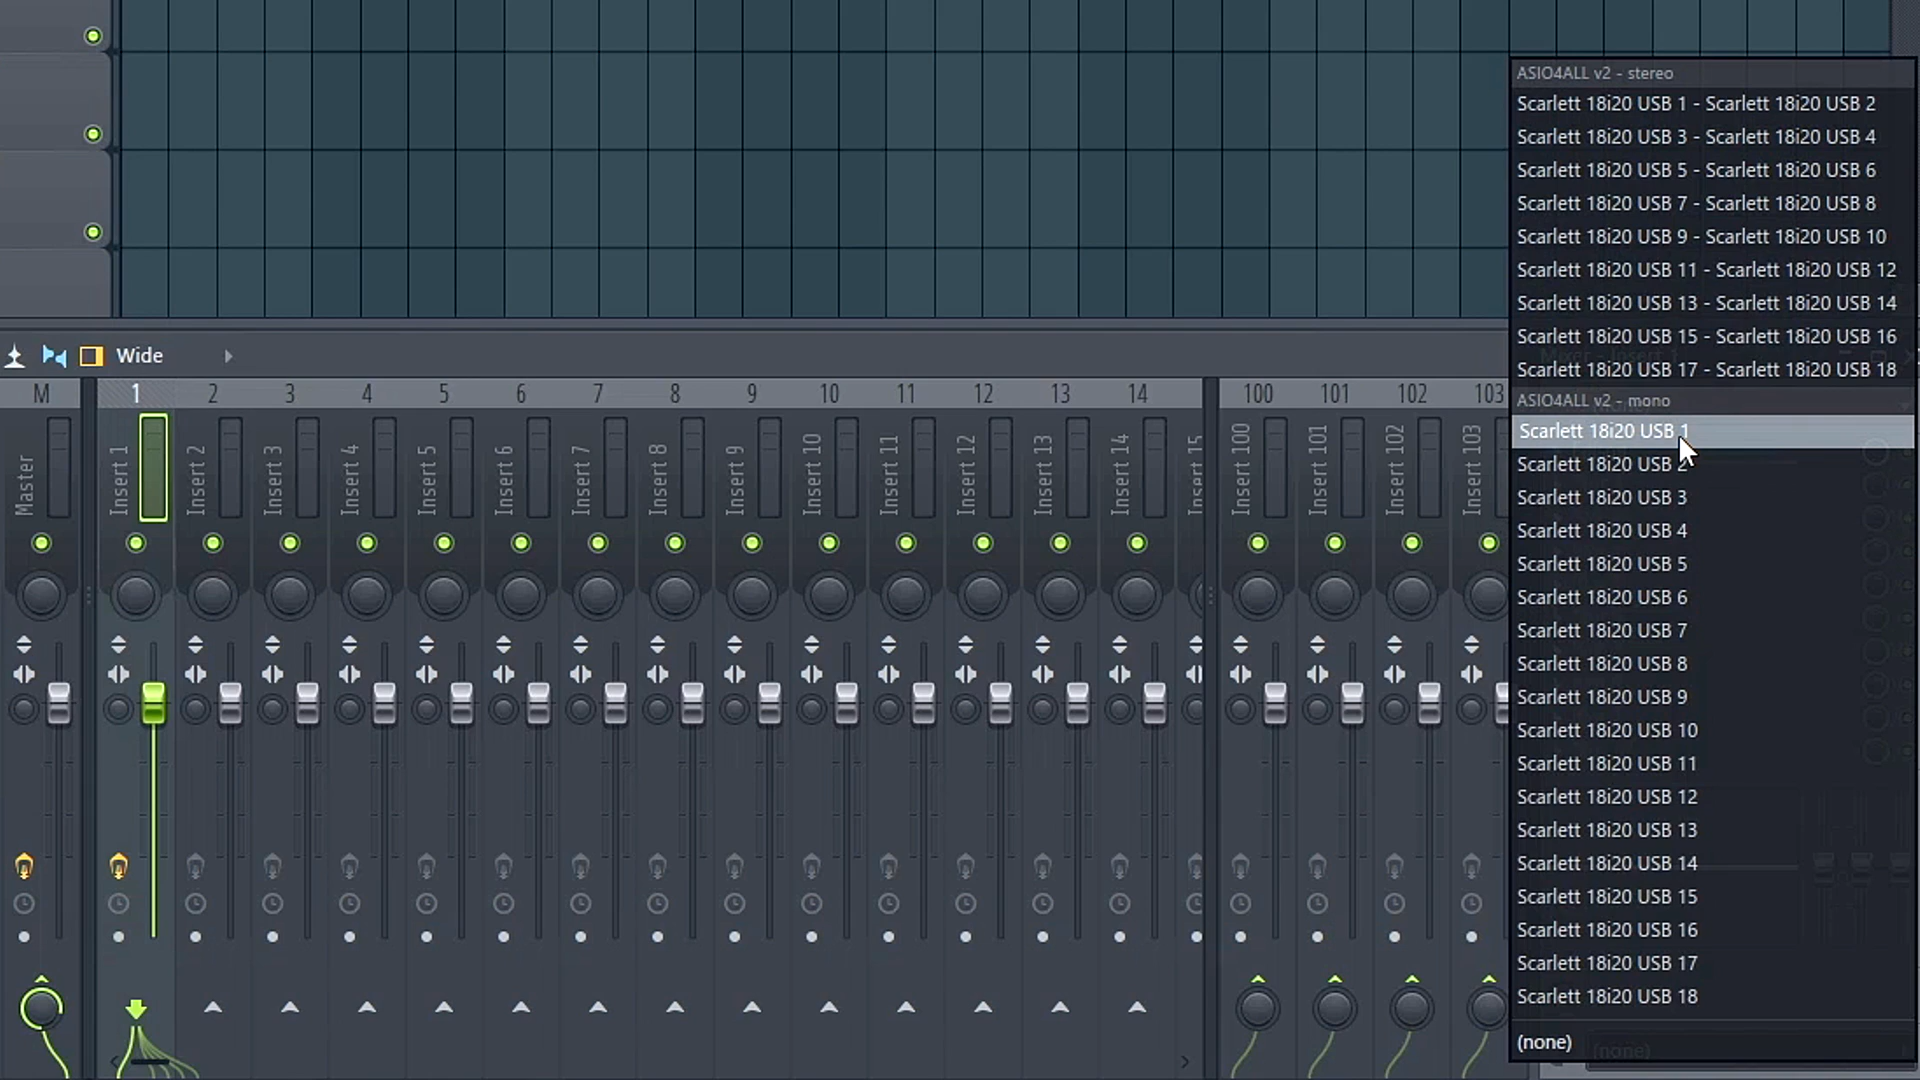 ASIO4ALL v2 - stereo
Scarlett 18i20 USB 1 - Scarlett 18i20 USB 2
Scarlett 18i20 USB 3 - Scarlett 18i20 USB 4
Scarlett 18i20 USB 5 - Scarlett 18i20 USB 6
Scarlett 18i20 USB 7 - Scarlett 18i20 USB 8
Scarlett 18i20 USB 9 - Scarlett 18i20 USB 10
Scarlett 18i20 USB 11 - Scarlett 18i20 USB 12
Scarlett 18i20 USB 13 - Scarlett 18i20 USB 14
Scarlett 18i20 USB 15 - Scarlett 18i20 USB 16
Scarlett 18i20 USB 17 - Scarlett 18i20 USB 18
ASIO4ALL v2 - mono
Scarlett 18i20 USB 1
Scarlett 18i20 USB 2
Scarlett 18i20 USB 3
Scarlett 18i20 USB 4
Scarlett 18i20 USB 5
Scarlett 18i20 USB 6
Scarlett 18i20 USB 7
Scarlett 18i20 USB 8
Scarlett 18i20 USB 9
Scarlett 18i20 USB 10
Scarlett 18i20 USB 11
Scarlett 18i20 USB 12
Scarlett 18i20 USB 13
Scarlett 18i20 USB 14
Scarlett 18i20 USB 15
Scarlett 18i20 USB 16
Scarlett 18i20 USB 17
Scarlett 18i20 USB 18
(none)
(none)
Wide
M 1 2 3 4 5 6 7 8 9 10 11 12 13 14 100 101 102 103
Master
Insert 1
Insert 2
Insert 3
Insert 4
Insert 5
Insert 6
Insert 7
Insert 8
Insert 9
Insert 10
Insert 11
Insert 12
Insert 13
Insert 14
Insert 100
Insert 101
Insert 102
Insert 103